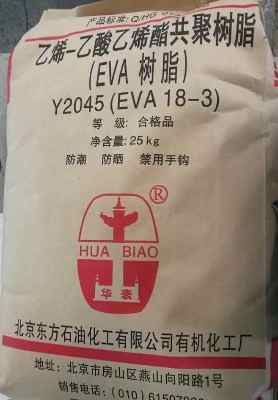 产品标准: Q/HG
乙烯-乙酸乙烯酯共聚树脂
(EVA 树脂)
Y2045 (EVA 18-3)
等 级: 合格品
净含量: 25kg
防潮 防晒 禁用手钩
®
HUA BIAO
华表
北京东方石油化工有限公司有机化工厂
地址: 北京市房山区燕山向阳路1号
销售电话: (010) 61507